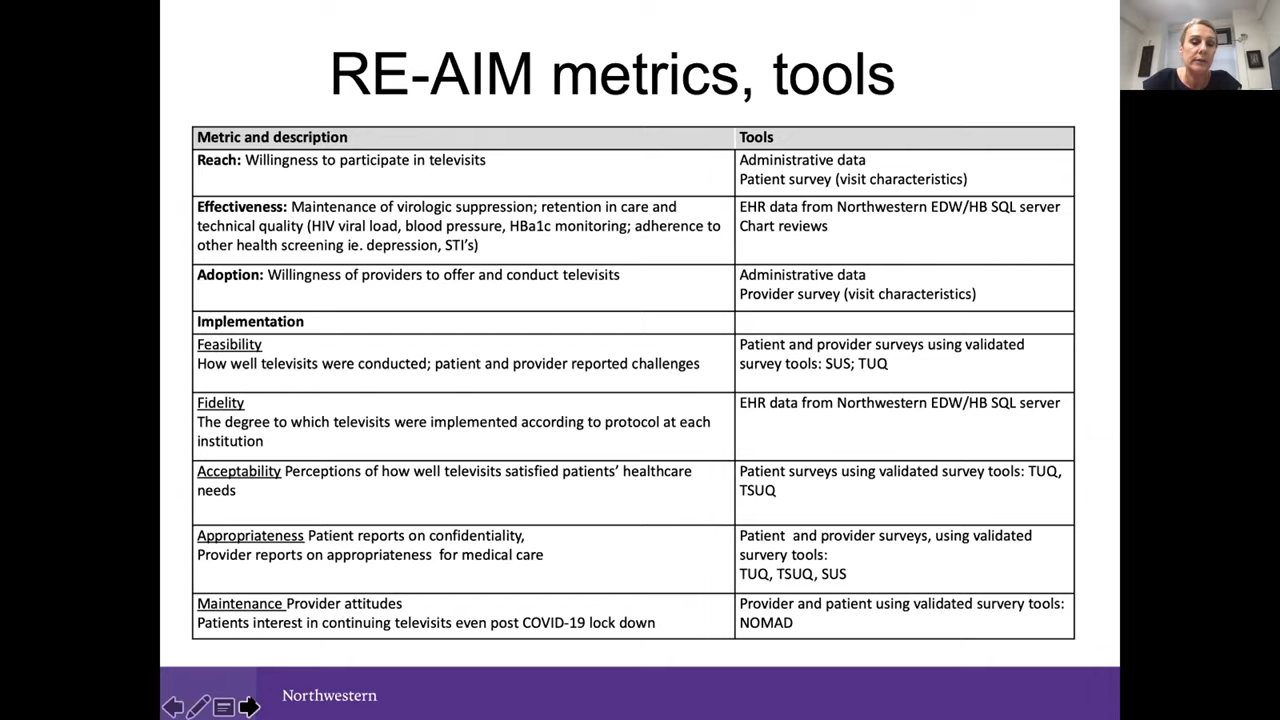 RE-AIM metrics, tools
Metric and description
Tools
Reach: Willingness to participate in televisits
Administrative data
Patient survey (visit characteristics)
Effectiveness: Maintenance of virologic suppression; retention in care and
technical quality (HIV viral load, blood pressure, HBa1c monitoring; adherence to
other health screening ie. depression, STI's)
EHR data from Northwestern EDW/HB SQL server
Chart reviews
Adoption: Willingness of providers to offer and conduct televisits
Administrative data
Provider survey (visit characteristics)
Implementation
Feasibility
How well televisits were conducted; patient and provider reported challenges
Patient and provider surveys using validated
survey tools: SUS; TUQ
Fidelity
The degree to which televisits were implemented according to protocol at each
institution
EHR data from Northwestern EDW/HB SQL server
Acceptability Perceptions of how well televisits satisfied patients' healthcare
needs
Patient surveys using validated survey tools: TUQ,
TSUQ
Appropriateness Patient reports on confidentiality,
Provider reports on appropriateness for medical care
Patient and provider surveys, using validated
survery tools:
TUQ, TSUQ, SUS
Maintenance Provider attitudes
Patients interest in continuing televisits even post COVID-19 lock down
Provider and patient using validated survery tools:
NOMAD
Northwestern